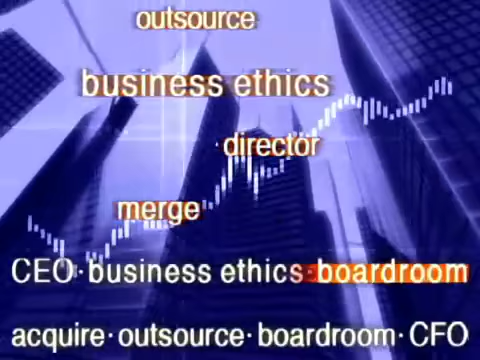 outsource
business ethics
director
merge
CEO·business ethics·boardroom
acquire·outsource·boardroom·CFO